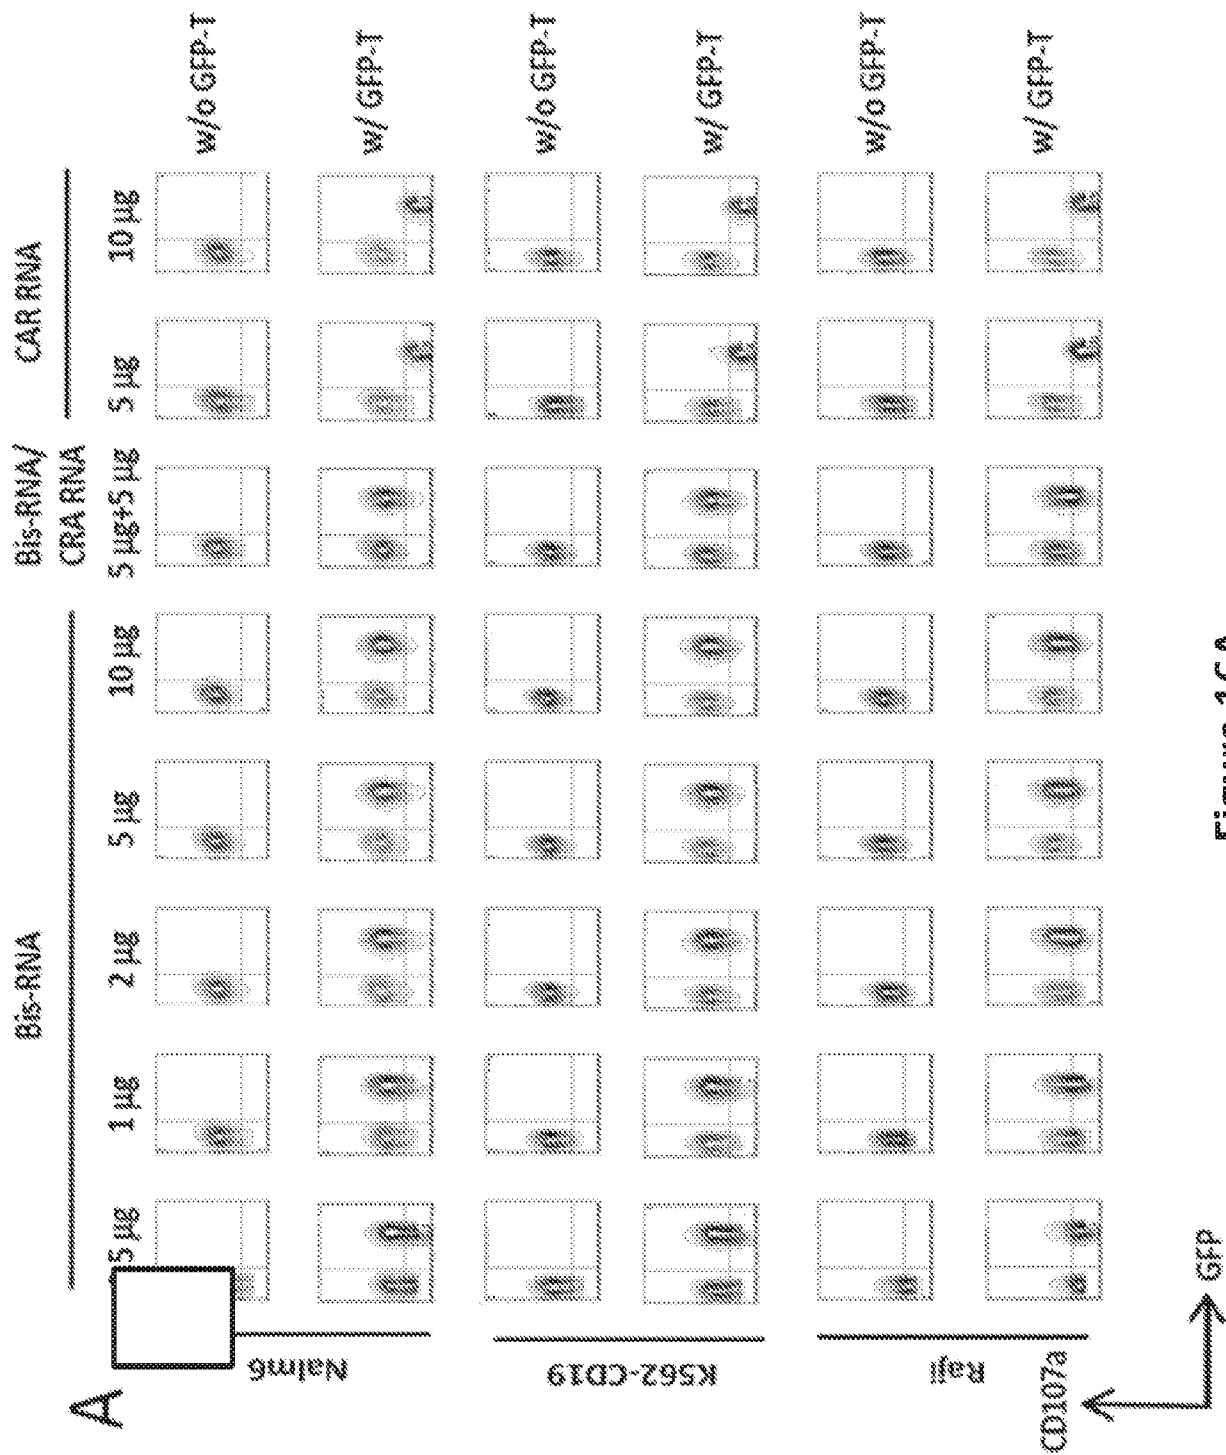 A
Bis-RNA
Bis-RNA/
CRA RNA
CAR RNA
5 µg
1 µg
2 µg
5 µg
10 µg
5 µg+5 µg
5 µg
10 µg
Nalm6
w/o GFP-T
w/ GFP-T
K562-CD19
w/o GFP-T
w/ GFP-T
Raji
w/o GFP-T
w/ GFP-T
CD107a
GFP